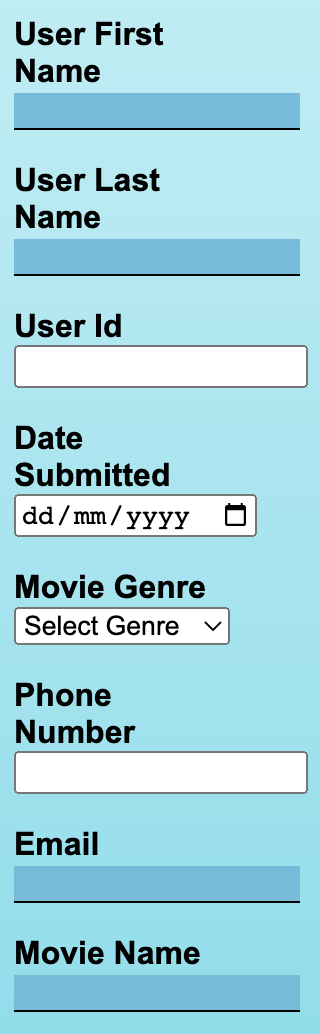 User First
Name
User Last
Name
User Id
Date
Submitted
dd/mm/yyyy
Movie Genre
Select Genre
Phone
Number
Email
Movie Name